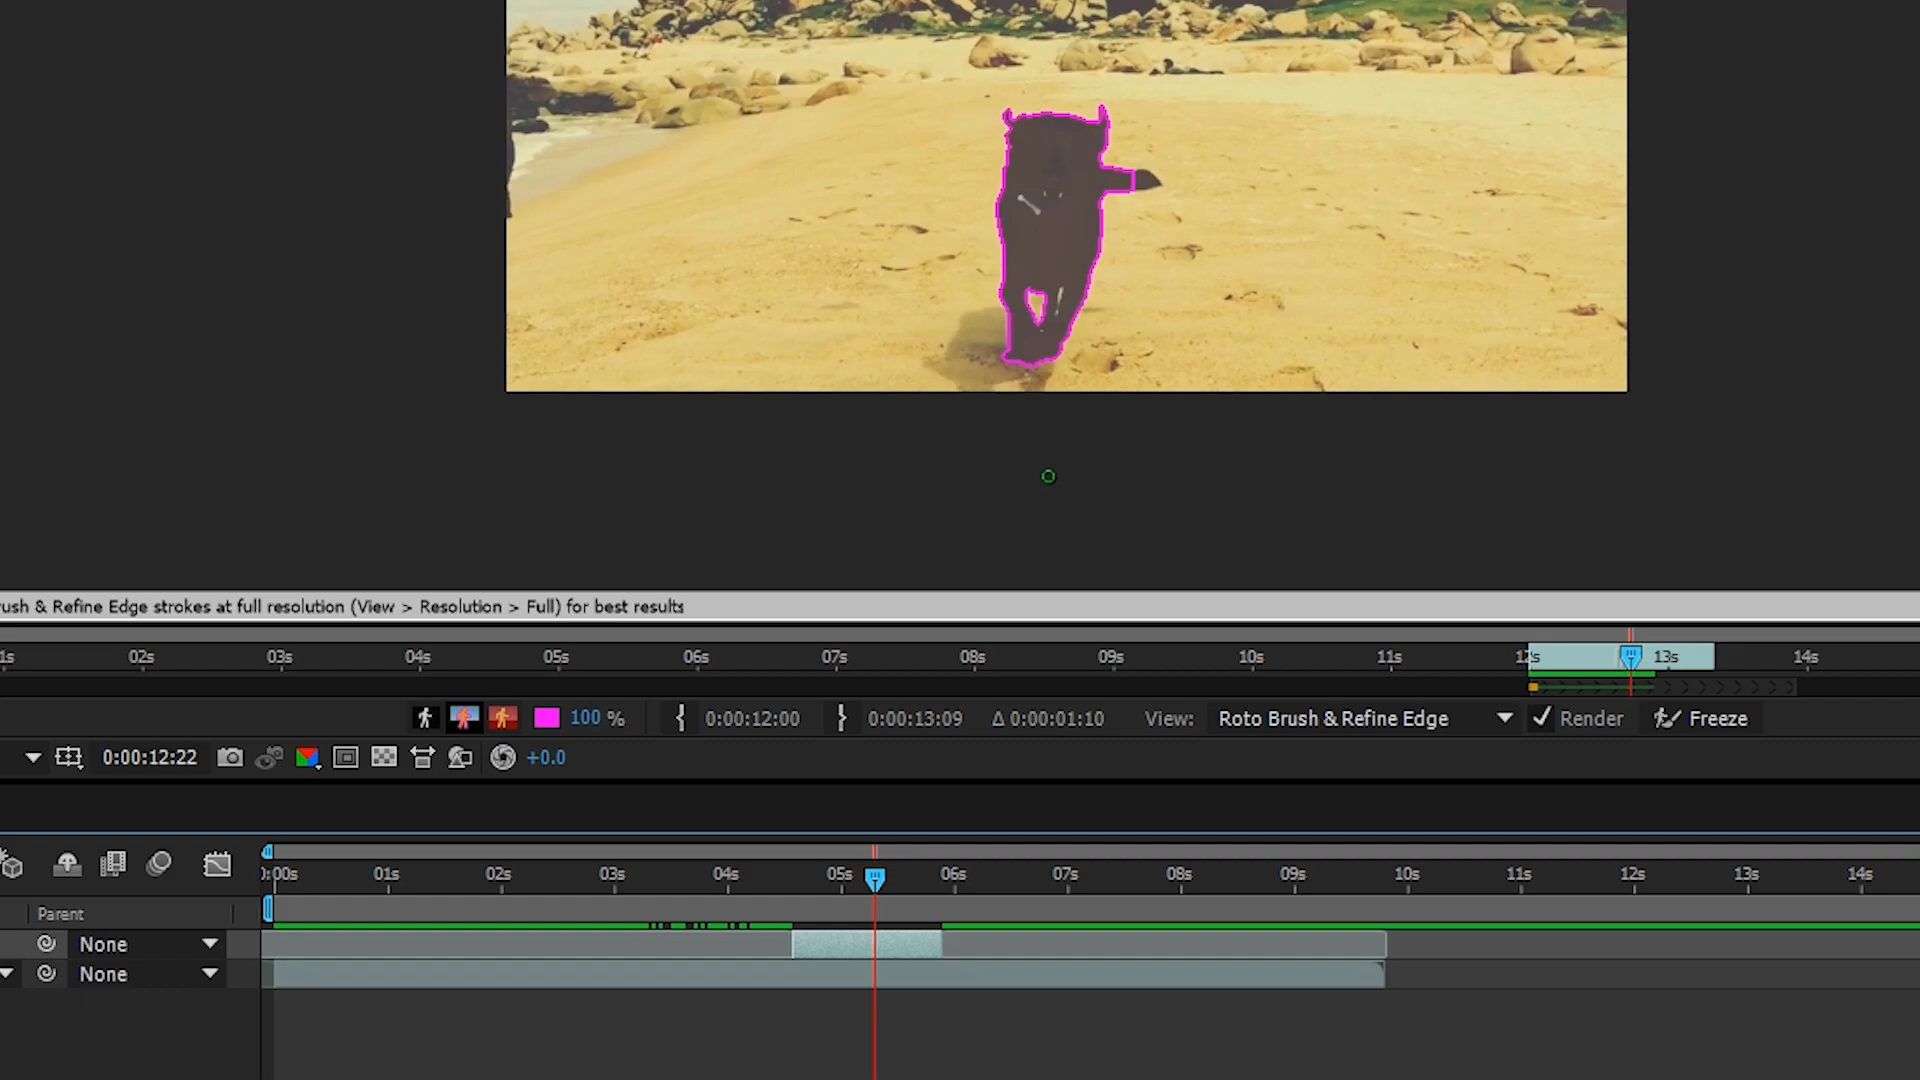 ush & Refine Edge strokes at full resolution (View > Resolution > Full) for best results
1s 02s 03s 04s 05s 06s 07s 08s 09s 10s 11s 12s 13s 14s
100 % 0:00:12:00 0:00:13:09 Δ 0:00:01:10 View: Roto Brush & Refine Edge Render Freeze
0:00:12:22 +0.0
0:00s 01s 02s 03s 04s 05s 06s 07s 08s 09s 10s 11s 12s 13s 14s
Parent
None
None